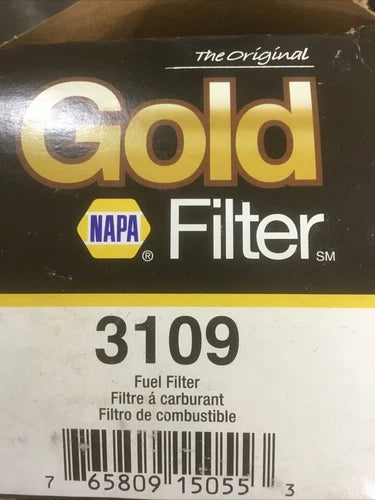 The Original
Gold
NAPA ® Filter SM
3109
Fuel Filter
Filtre á carburant
Filtro de combustible
7 65809 15055 3